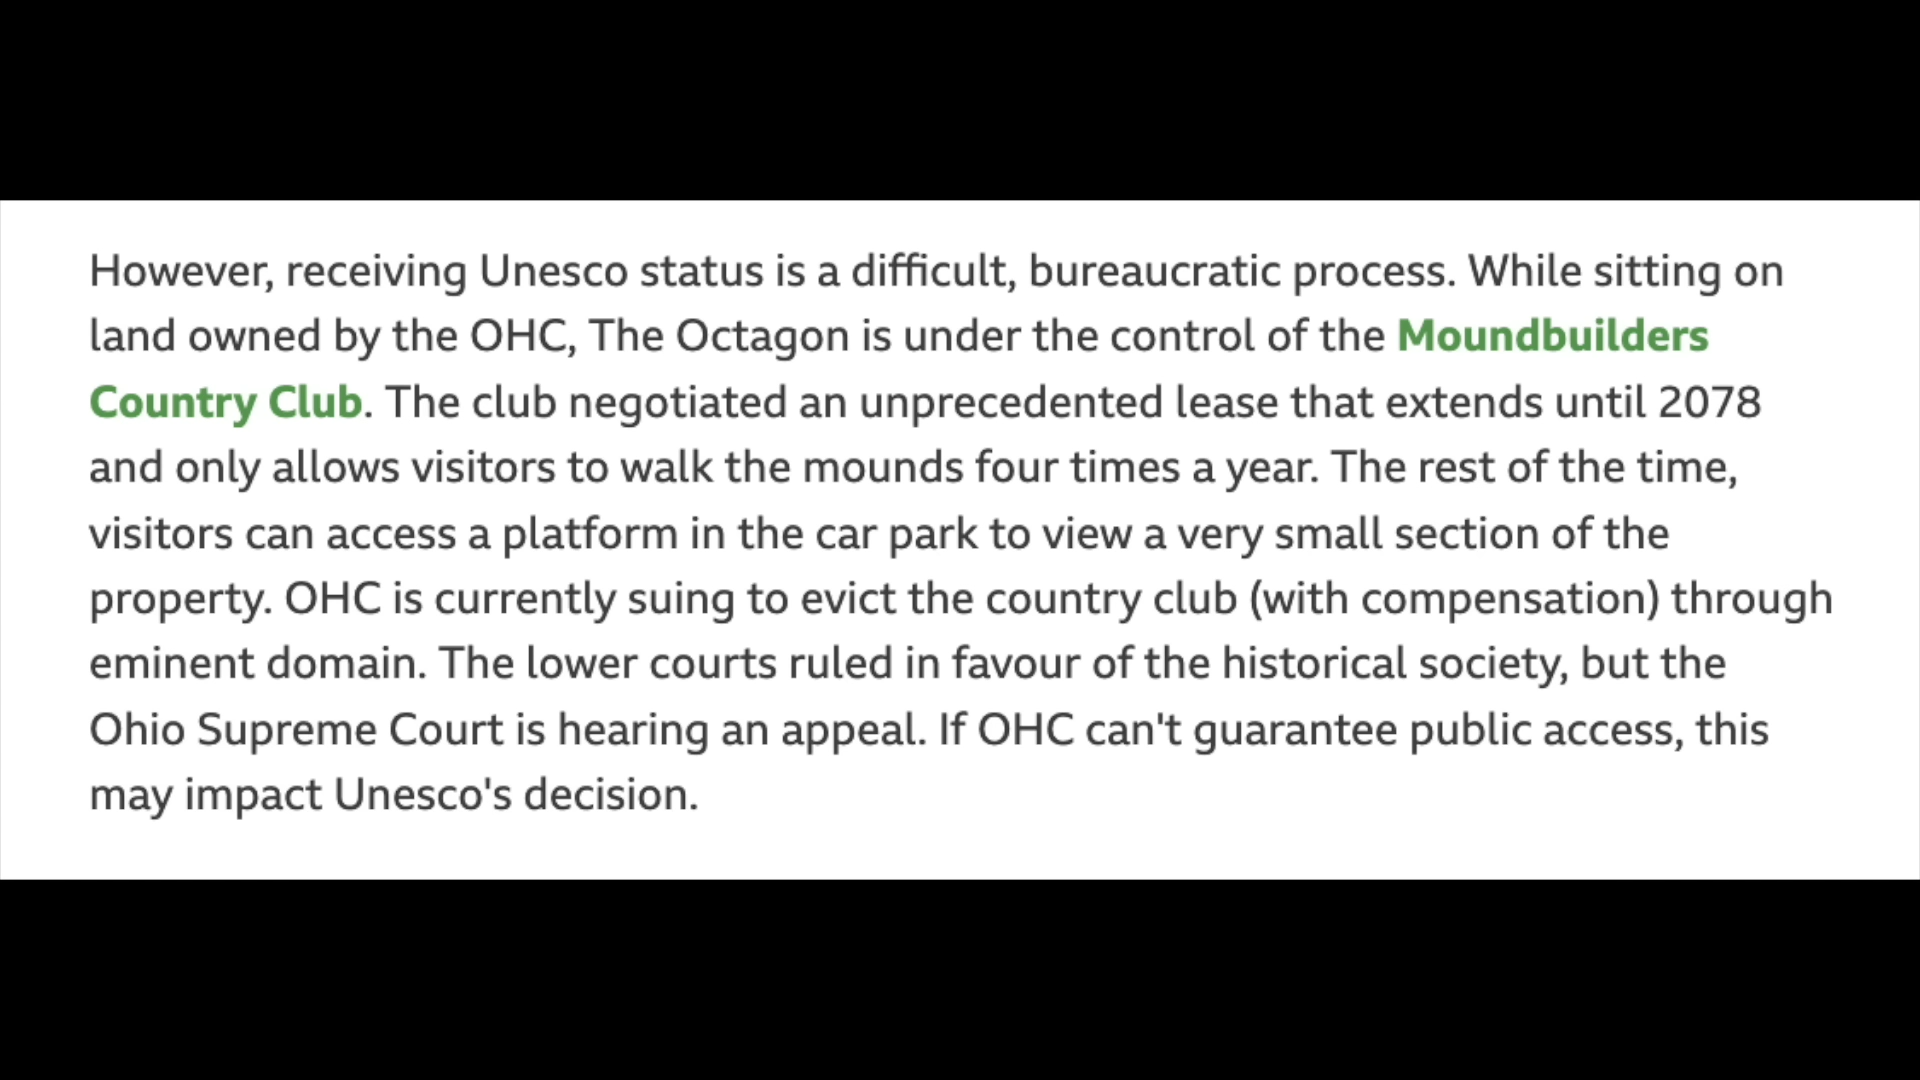 However, receiving Unesco status is a difficult, bureaucratic process. While sitting on
land owned by the OHC, The Octagon is under the control of the Moundbuilders
Country Club. The club negotiated an unprecedented lease that extends until 2078
and only allows visitors to walk the mounds four times a year. The rest of the time,
visitors can access a platform in the car park to view a very small section of the
property. OHC is currently suing to evict the country club (with compensation) through
eminent domain. The lower courts ruled in favour of the historical society, but the
Ohio Supreme Court is hearing an appeal. If OHC can't guarantee public access, this
may impact Unesco's decision.